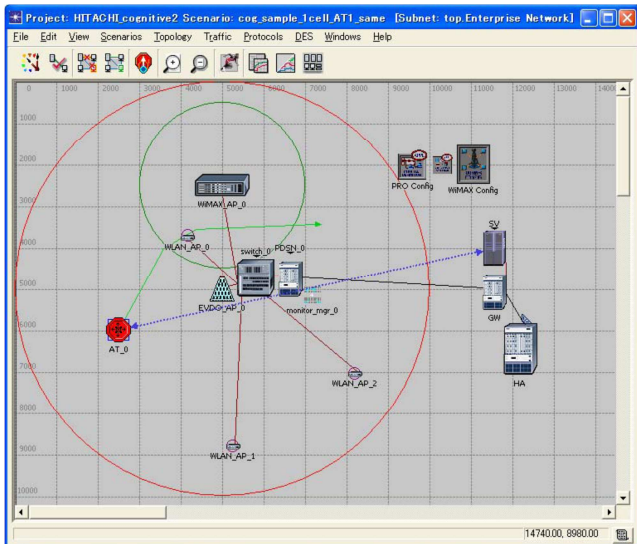 Project: HITACHI_cognitive2 Scenario: cog_sample_1cell_AT1_same [Subnet: top.Enterprise Network]
File Edit View Scenarios Topology Traffic Protocols DES Windows Help
0 1000 2000 3000 4000 5000 6000 7000 8000 9000 10000 11000 12000 13000 1400
1000
2000
PRO Config
WiMAX Config
WiMAX_AP_0
3000
SV
4000
WLAN_AP_0
switch_0
PDSN_0
5000
EVDO_AP_0
monitor_mgr_0
GW
6000
AT_0
7000
WLAN_AP_2
HA
8000
9000
WLAN_AP_1
10000
14740.00, 8980.00